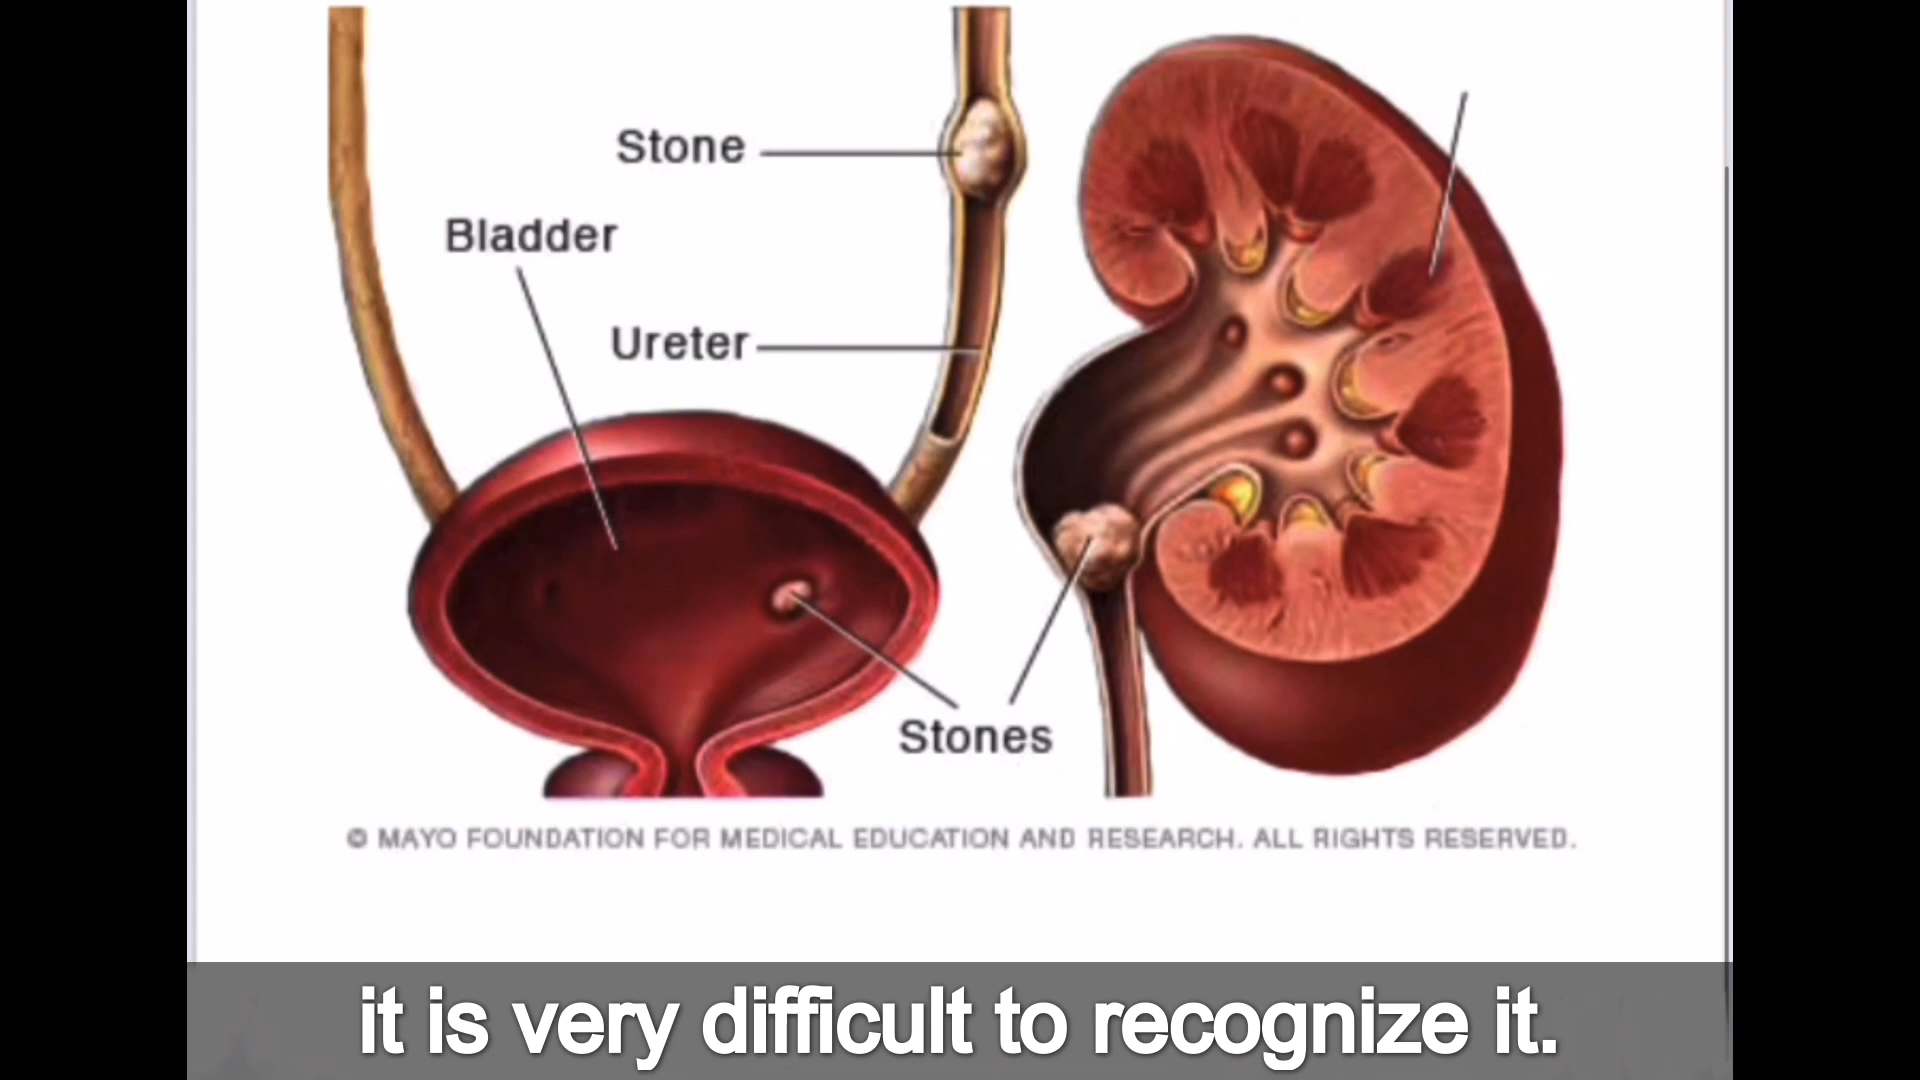 Stone
Bladder
Ureter
Stones
© MAYO FOUNDATION FOR MEDICAL EDUCATION AND RESEARCH. ALL RIGHTS RESERVED.
it is very difficult to recognize it.